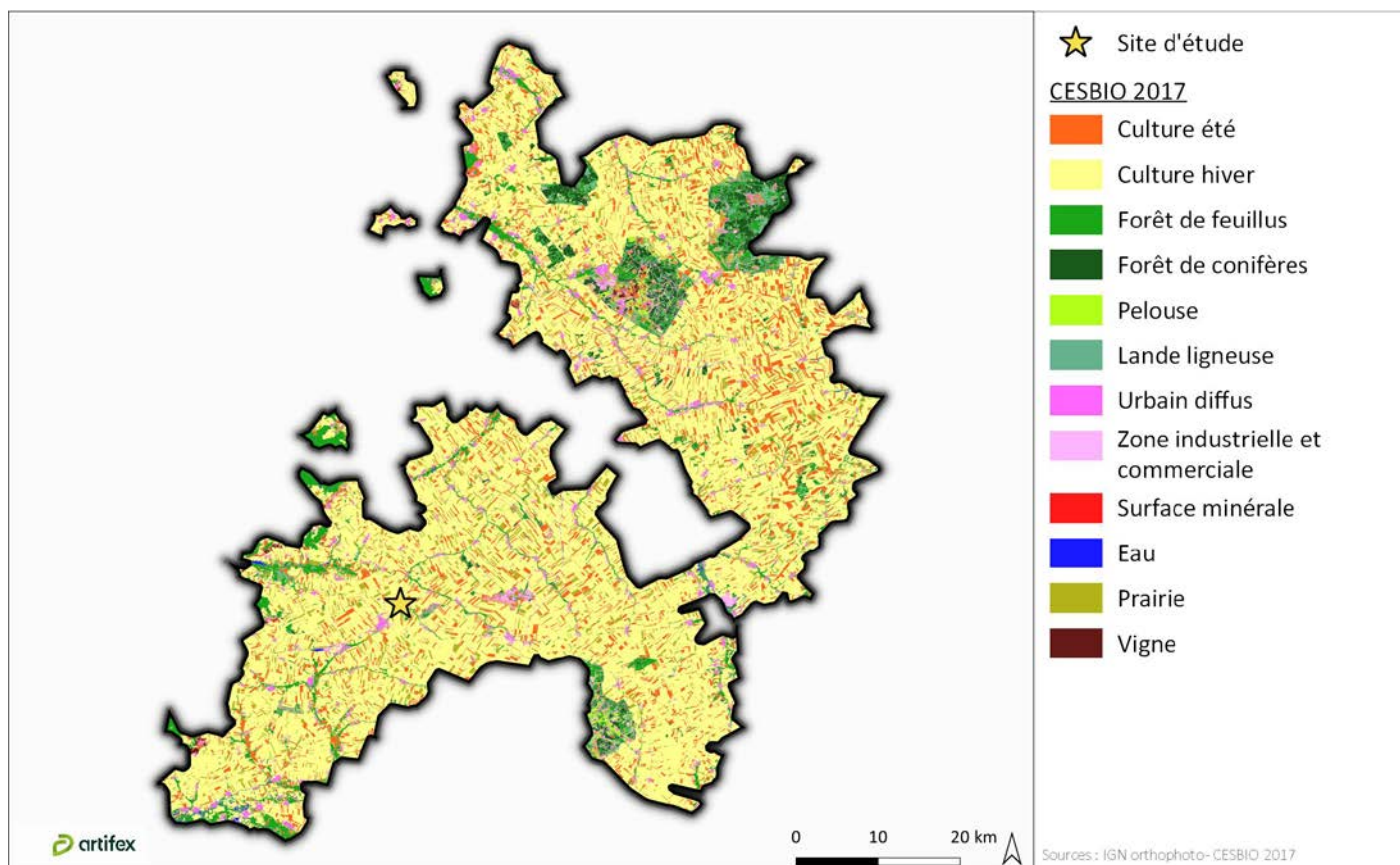 Site d'étude
CESBIO 2017
Culture été
Culture hiver
Forêt de feuillus
Forêt de conifères
Pelouse
Lande ligneuse
Urbain diffus
Zone industrielle et
commerciale
Surface minérale
Eau
Prairie
Vigne
artifex
0 10 20 km
Sources : IGN orthophoto- CESBIO 2017